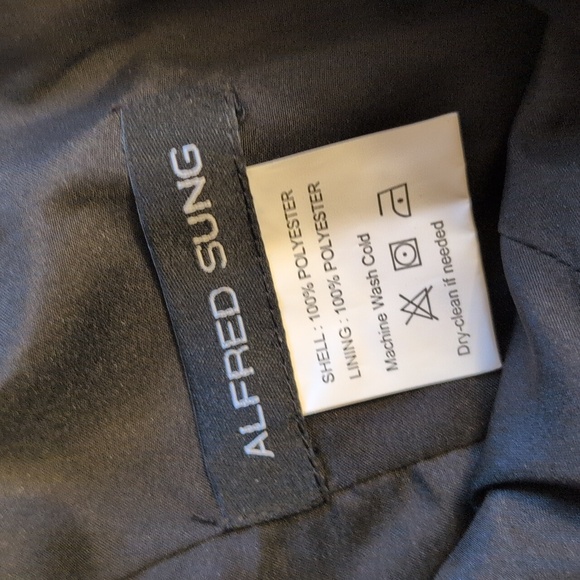 ALFRED SUNG
SHELL : 100% POLYESTER
LINING : 100% POLYESTER
Machine Wash Cold
Dry-clean if needed